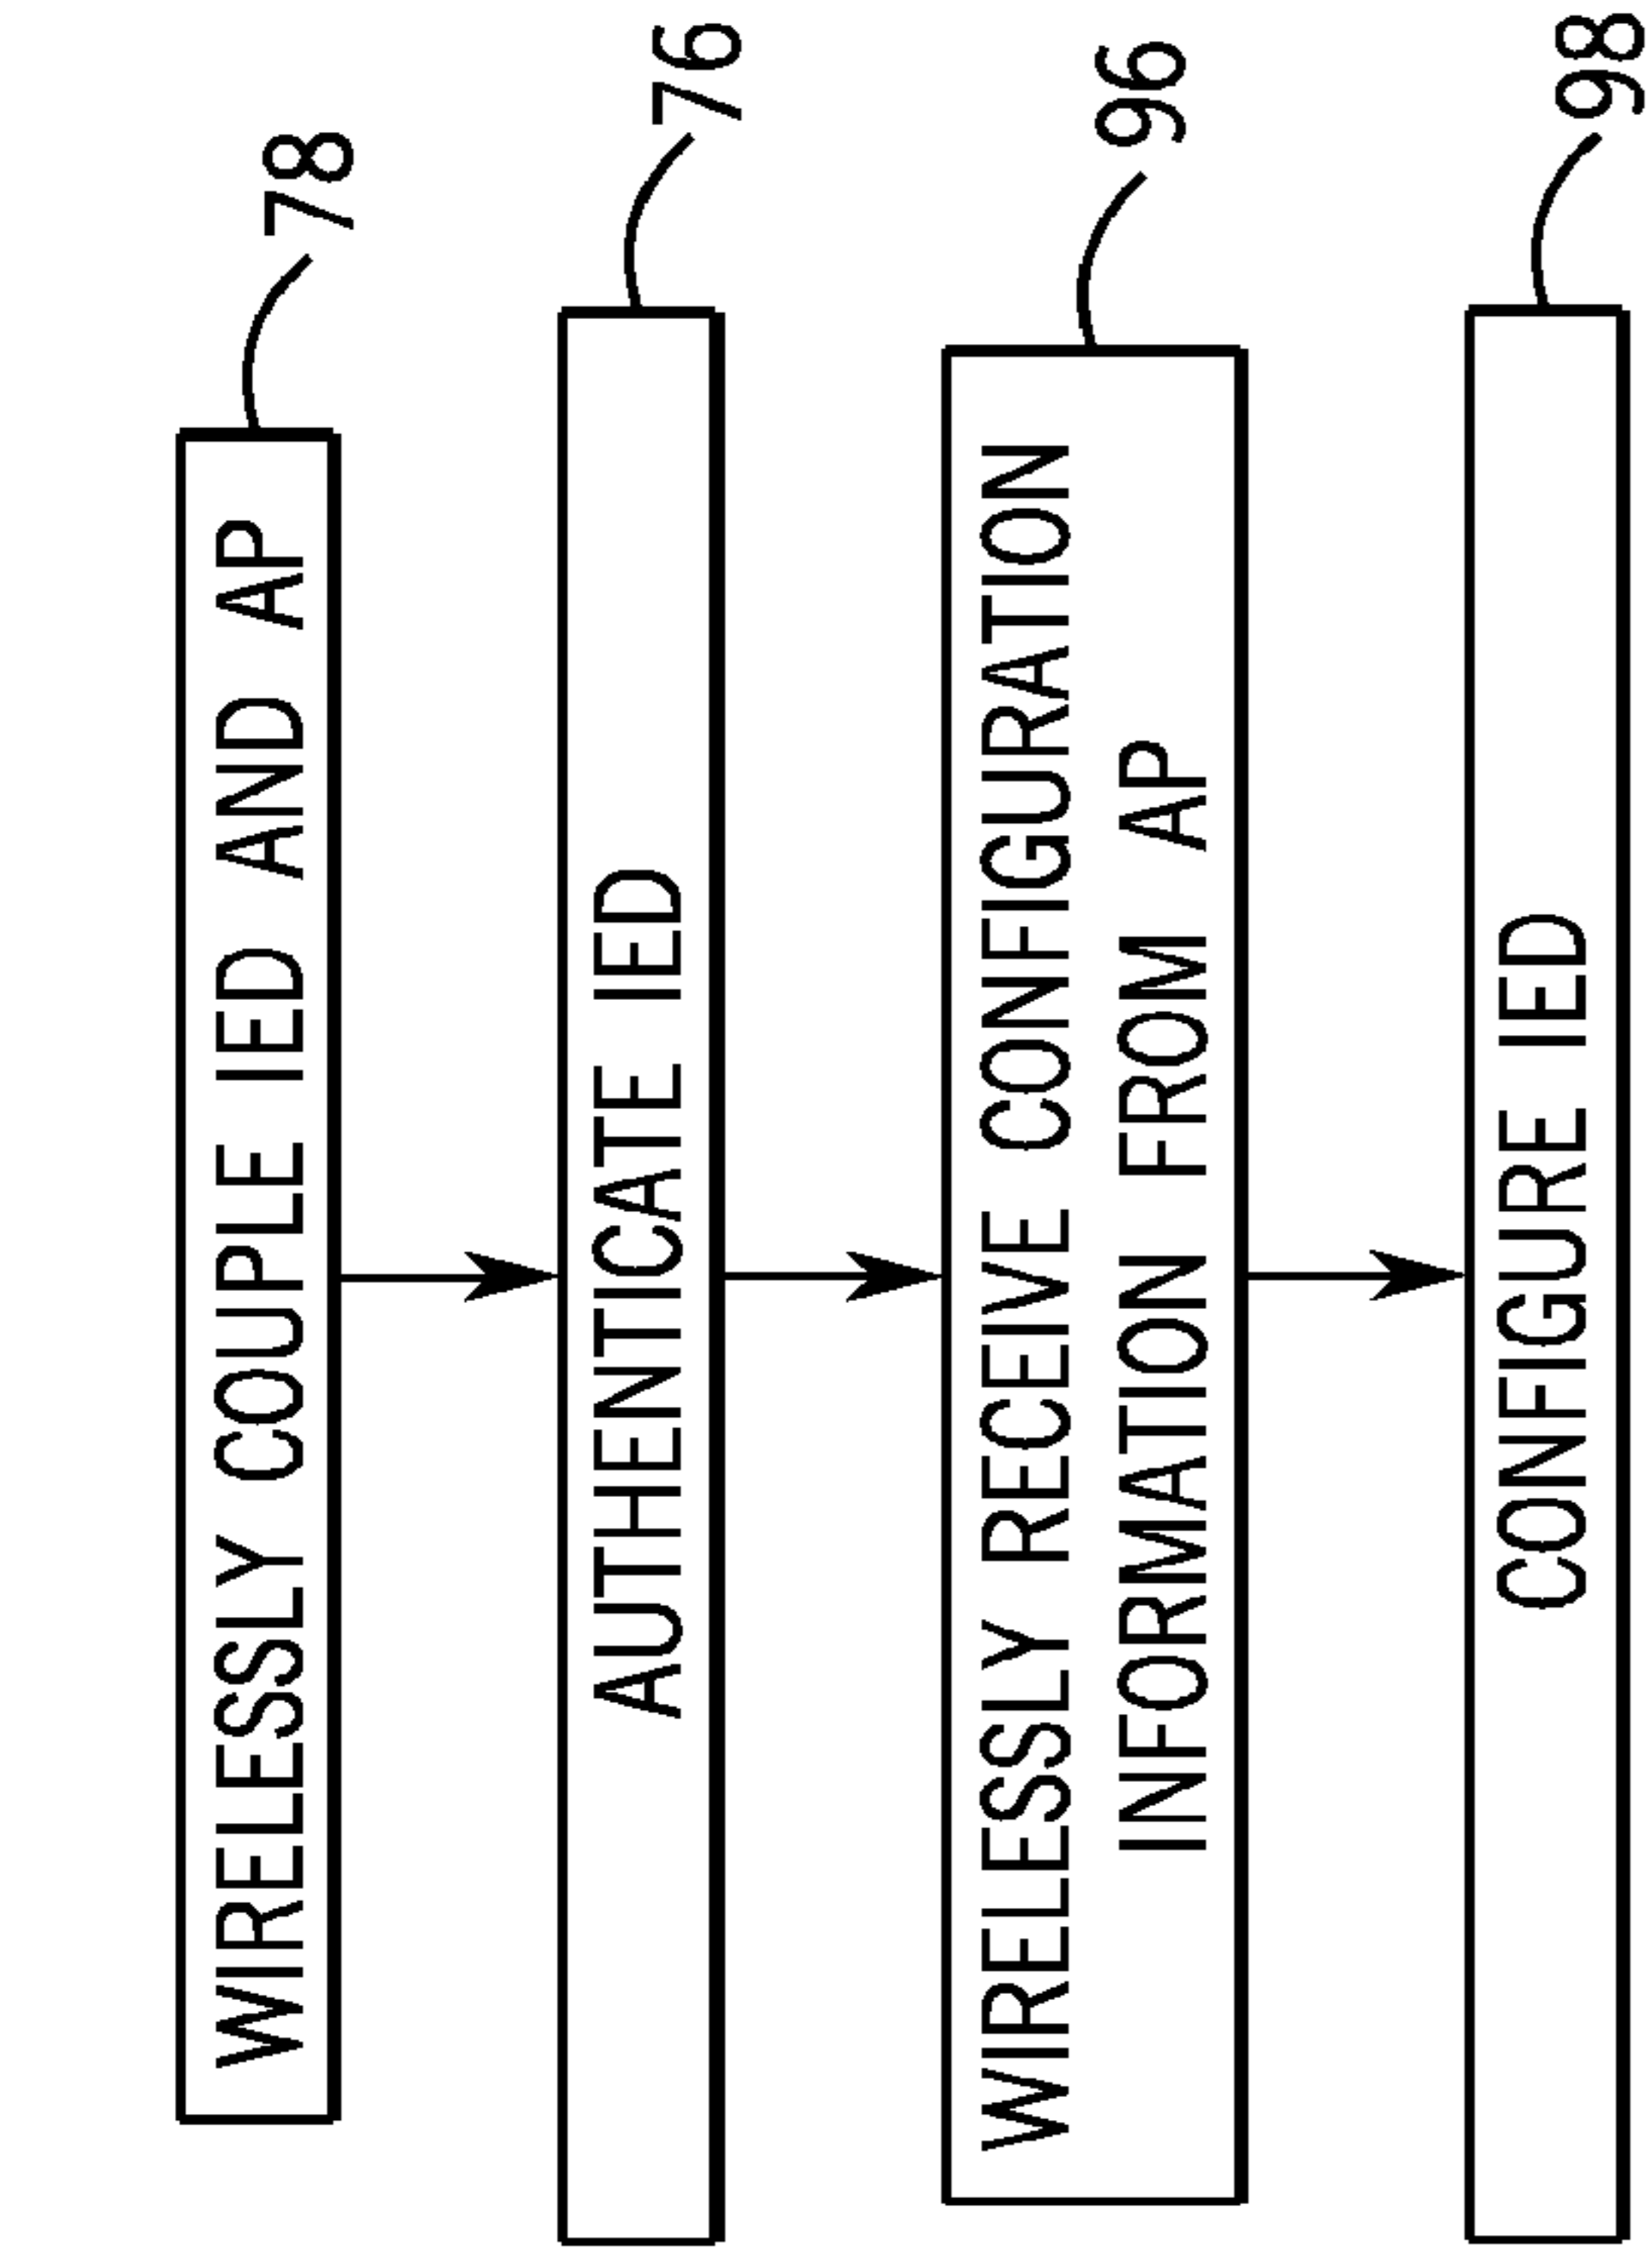 WIRELESSLY COUPLE IED AND AP
78
AUTHENTICATE IED
76
WIRELESSLY RECEIVE CONFIGURATION
INFORMATION FROM AP
96
CONFIGURE IED
98